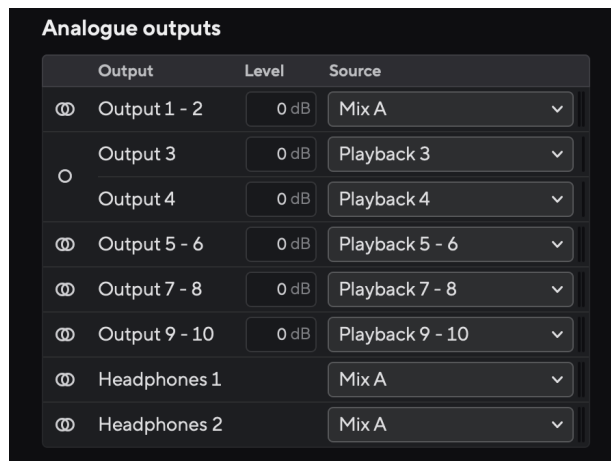 Analogue outputs
Output Level Source
Output 1 - 2 0 dB Mix A
Output 3 0 dB Playback 3
Output 4 0 dB Playback 4
Output 5 - 6 0 dB Playback 5 - 6
Output 7 - 8 0 dB Playback 7 - 8
Output 9 - 10 0 dB Playback 9 - 10
Headphones 1 Mix A
Headphones 2 Mix A